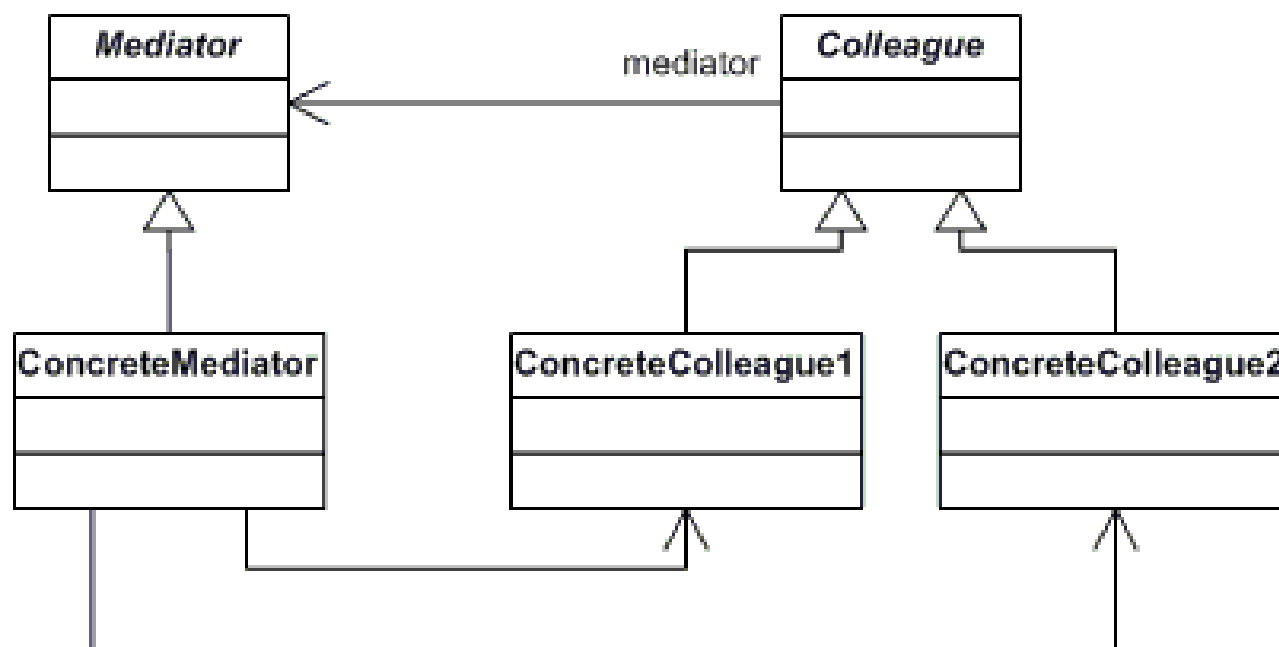 Mediator
mediator
Colleague
ConcreteMediator
ConcreteColleague1
ConcreteColleague2